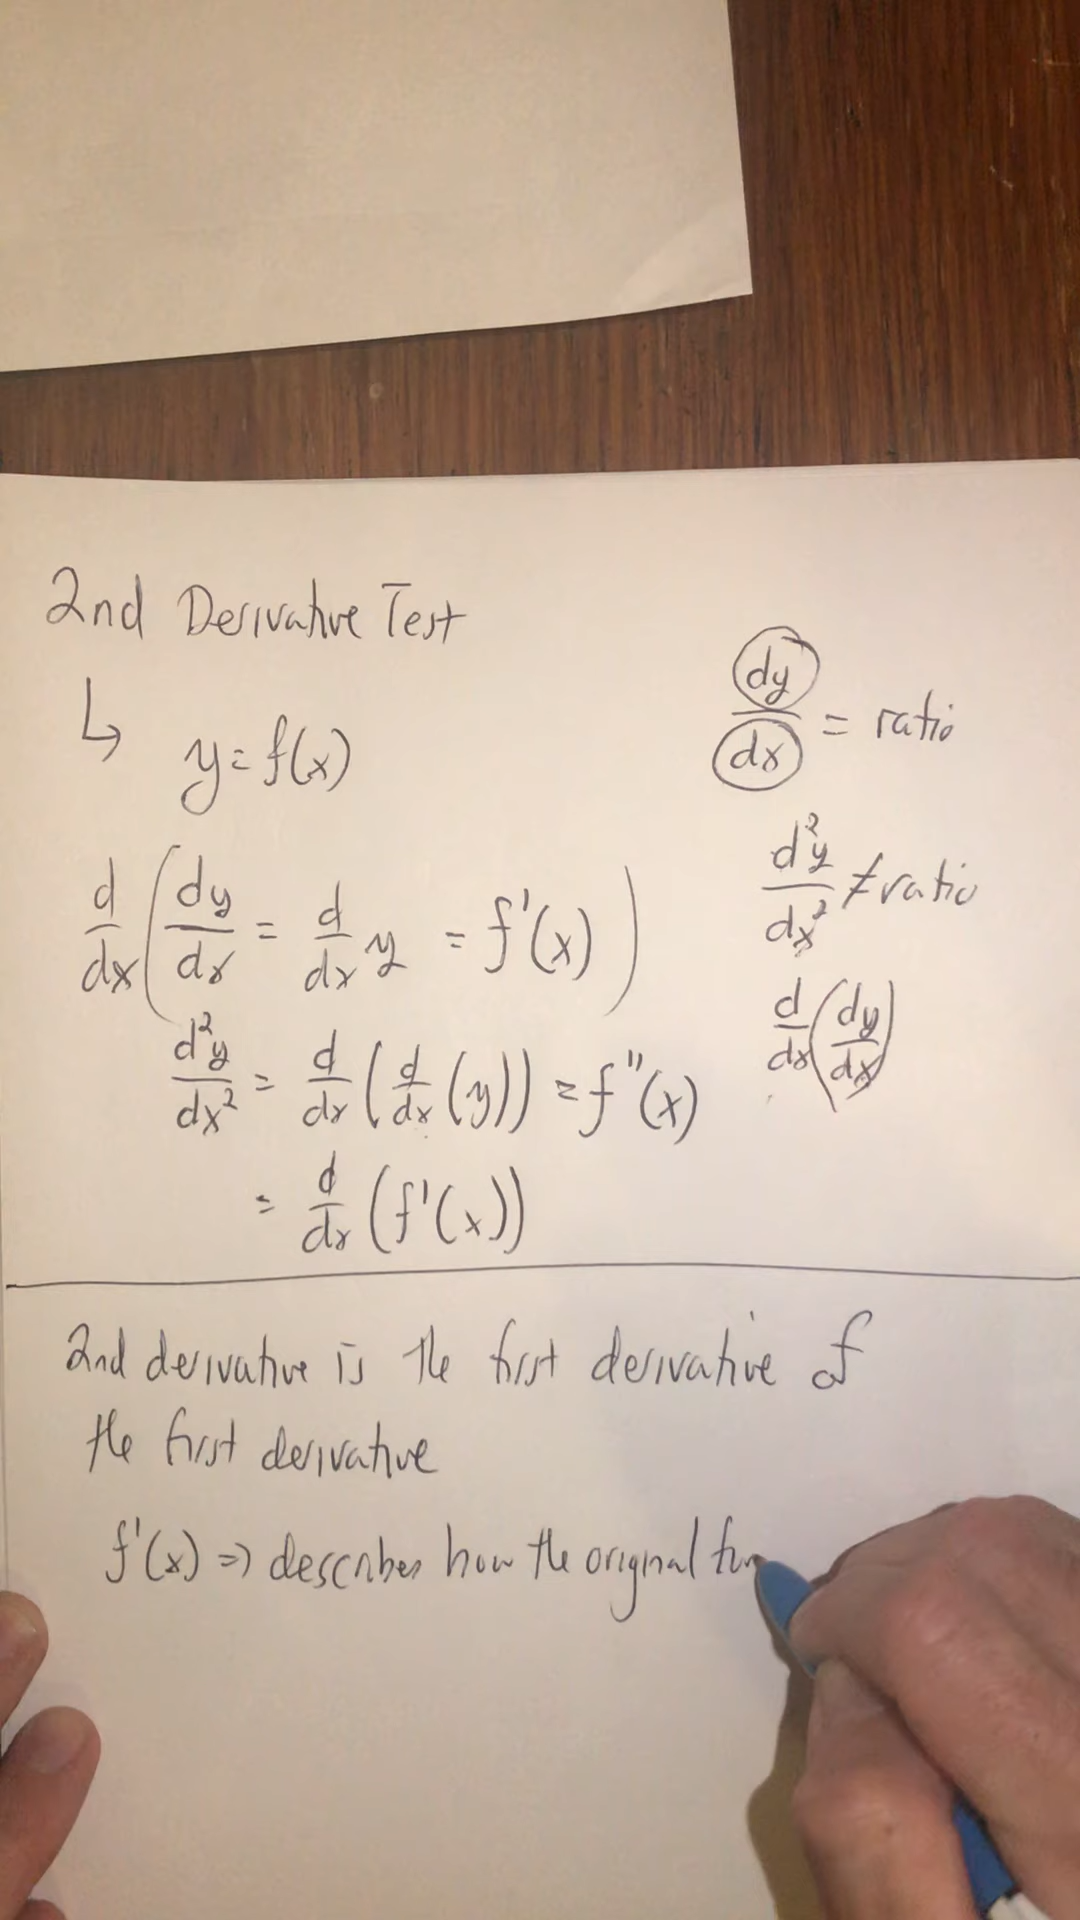 2nd Derivative Test
↳ y = f(x)
dy/dx = ratio
d²y/dx² ≠ ratio
d/dx (dy/dx)
d/dx (dy/dx = d/dx y = f'(x))
d²y/dx² = d/dx (d/dx (y)) = f''(x)
= d/dx (f'(x))
2nd derivative is the first derivative of
the first derivative
f'(x) => describes how the original